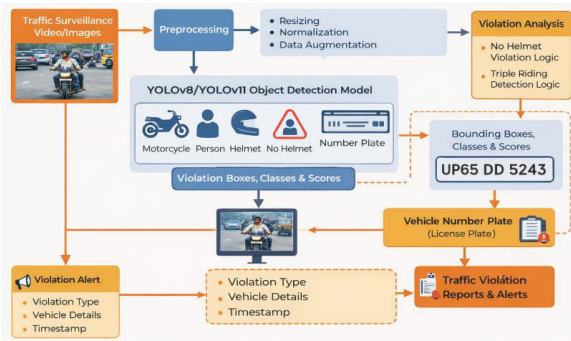 Traffic Surveillance
Video/Images
Preprocessing
• Resizing
• Normalization
• Data Augmentation
Violation Analysis
• No Helmet
Violation Logic
• Triple Riding
Detection Logic
YOLOv8/YOLOv11 Object Detection Model
Motorcycle
Person
Helmet
No Helmet
Number Plate
Violation Boxes, Classes & Scores
Bounding Boxes,
Classes & Scores
UP65 DD 5243
Vehicle Number Plate
(License Plate)
Violation Alert
• Violation Type
• Vehicle Details
• Timestamp
• Violation Type
• Vehicle Details
• Timestamp
Traffic Violátion
Reports & Alerts